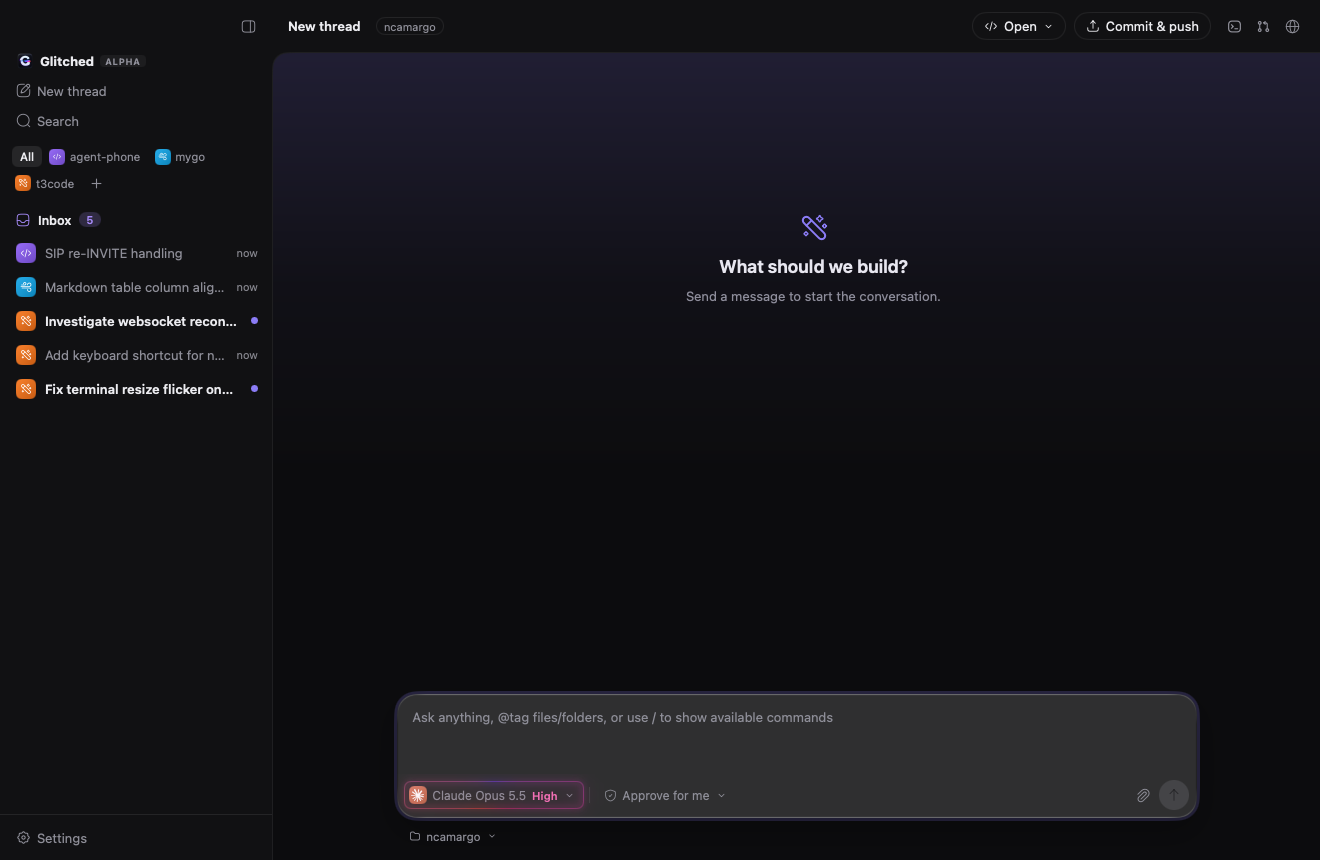 New thread
ncamargo
Open
Commit & push
Glitched ALPHA
New thread
Search
All
agent-phone
mygo
t3code
Inbox 5
SIP re-INVITE handling now
Markdown table column alig... now
Investigate websocket recon...
Add keyboard shortcut for n... now
Fix terminal resize flicker on...
What should we build?
Send a message to start the conversation.
Ask anything, @tag files/folders, or use / to show available commands
Claude Opus 5.5 High
Approve for me
ncamargo
Settings